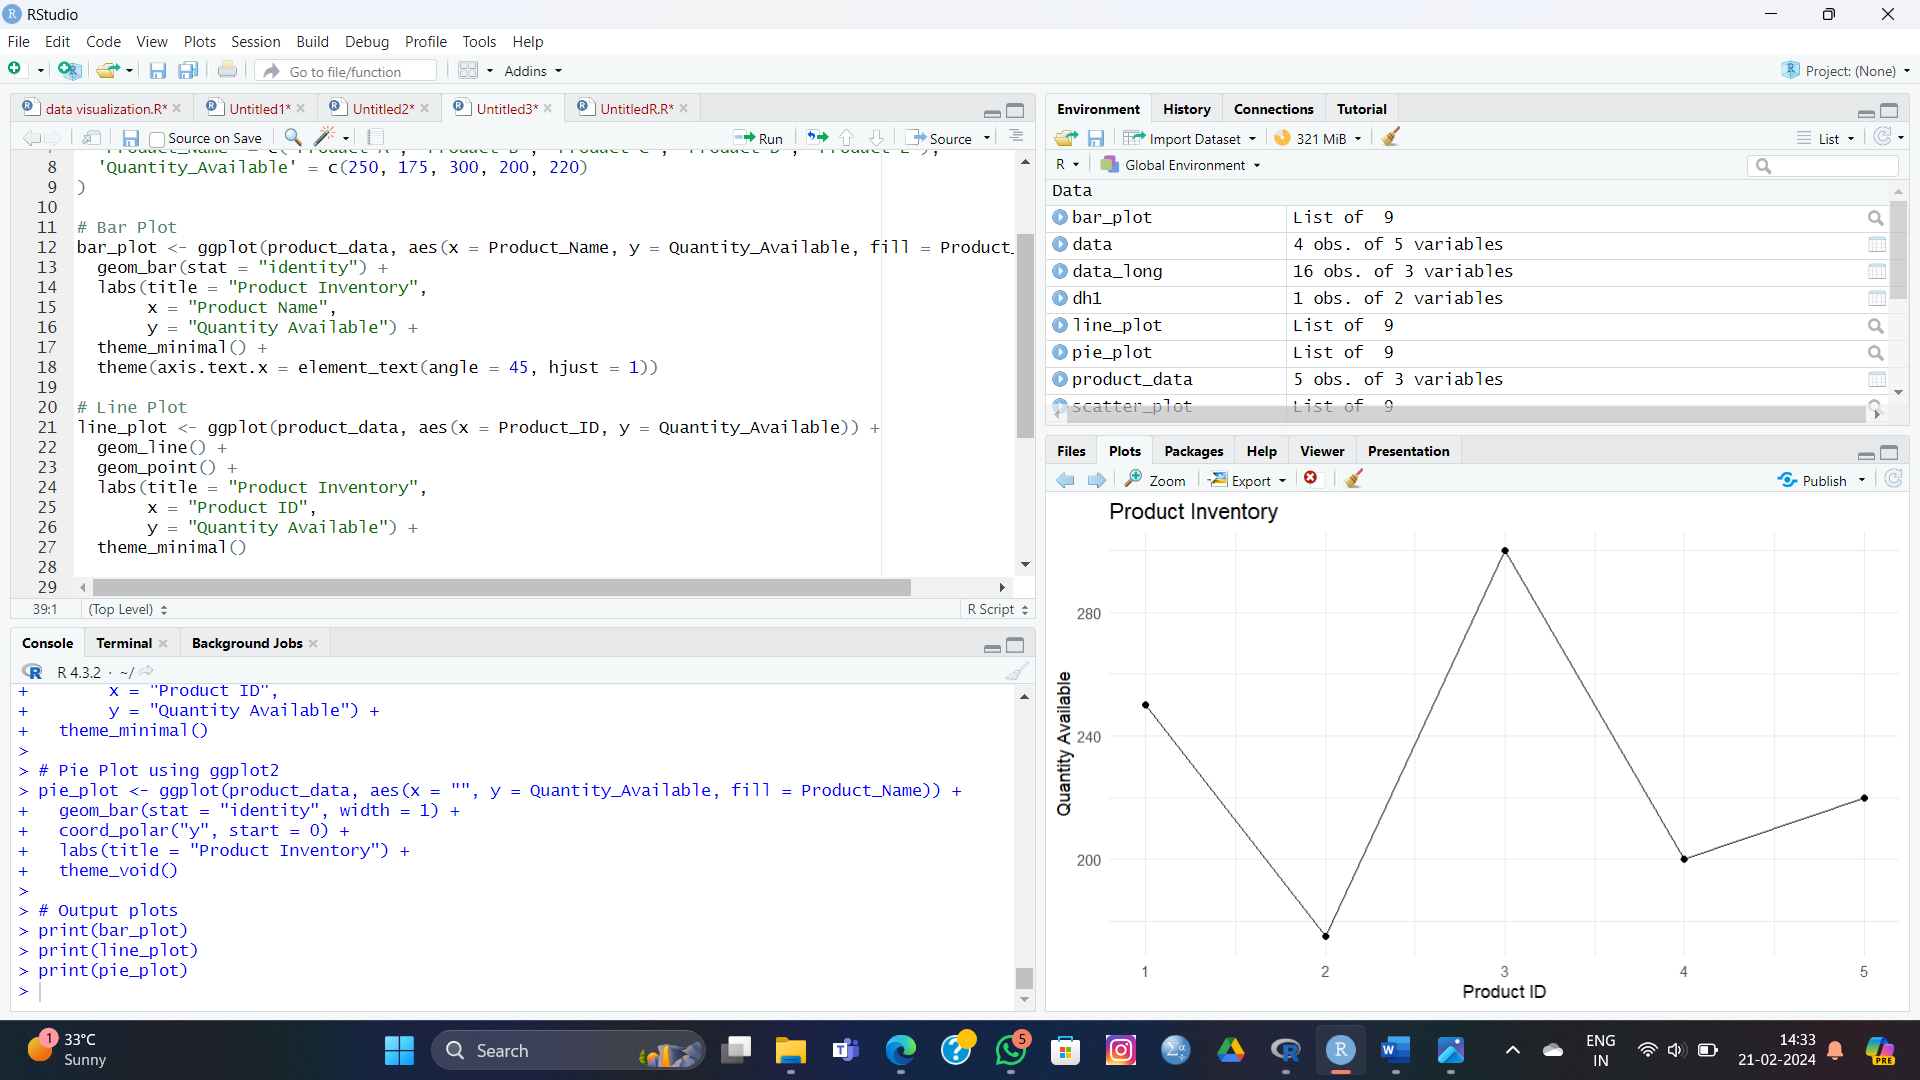 RStudio
File Edit Code View Plots Session Build Debug Profile Tools Help
Go to file/function Addins Project: (None)
data visualization.R* Untitled1* Untitled2* Untitled3* UntitledR.R*
Source on Save Run Source
8 'Quantity_Available' = c(250, 175, 300, 200, 220)
9 )
10
11 # Bar Plot
12 bar_plot <- ggplot(product_data, aes(x = Product_Name, y = Quantity_Available, fill = Product_
13 geom_bar(stat = "identity") +
14 labs(title = "Product Inventory",
15 x = "Product Name",
16 y = "Quantity Available") +
17 theme_minimal() +
18 theme(axis.text.x = element_text(angle = 45, hjust = 1))
19
20 # Line Plot
21 line_plot <- ggplot(product_data, aes(x = Product_ID, y = Quantity_Available)) +
22 geom_line() +
23 geom_point() +
24 labs(title = "Product Inventory",
25 x = "Product ID",
26 y = "Quantity Available") +
27 theme_minimal()
28
29
39:1 (Top Level) R Script
Console Terminal Background Jobs
R 4.3.2 · ~/
+ x = "Product ID",
+ y = "Quantity Available") +
+ theme_minimal()
>
> # Pie Plot using ggplot2
> pie_plot <- ggplot(product_data, aes(x = "", y = Quantity_Available, fill = Product_Name)) +
+ geom_bar(stat = "identity", width = 1) +
+ coord_polar("y", start = 0) +
+ labs(title = "Product Inventory") +
+ theme_void()
>
> # Output plots
> print(bar_plot)
> print(line_plot)
> print(pie_plot)
>
Environment History Connections Tutorial
Import Dataset 321 MiB List
R Global Environment
Data
bar_plot List of 9
data 4 obs. of 5 variables
data_long 16 obs. of 3 variables
dh1 1 obs. of 2 variables
line_plot List of 9
pie_plot List of 9
product_data 5 obs. of 3 variables
scatter_plot List of 9
Files Plots Packages Help Viewer Presentation
Zoom Export Publish
Product Inventory
280
240
200
Quantity Available
1 2 3 4 5
Product ID
1 33°C
Sunny
Search
5
ENG
IN
14:33
21-02-2024
PRE